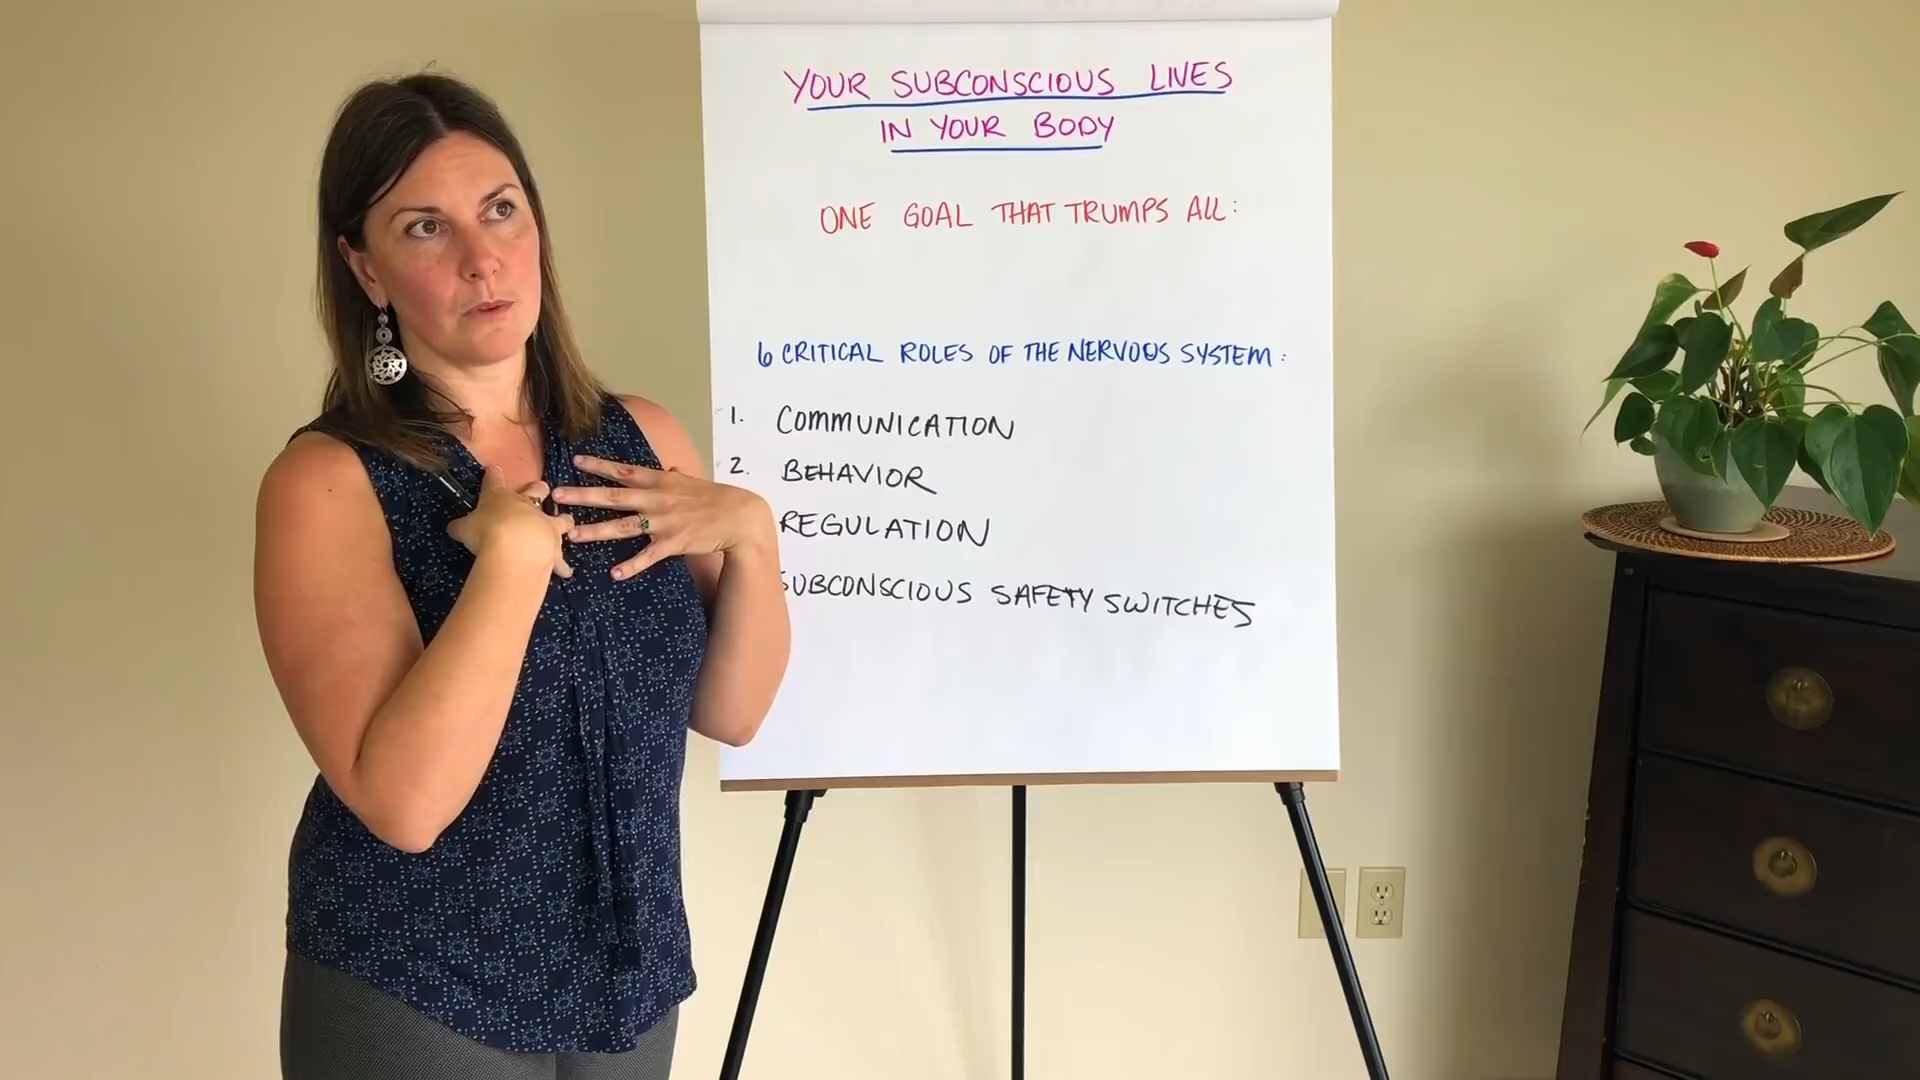 YOUR SUBCONSCIOUS LIVES
IN YOUR BODY
ONE GOAL THAT TRUMPS ALL:
6 CRITICAL ROLES OF THE NERVOUS SYSTEM:
1. COMMUNICATION
2. BEHAVIOR
REGULATION
SUBCONSCIOUS SAFETY SWITCHES